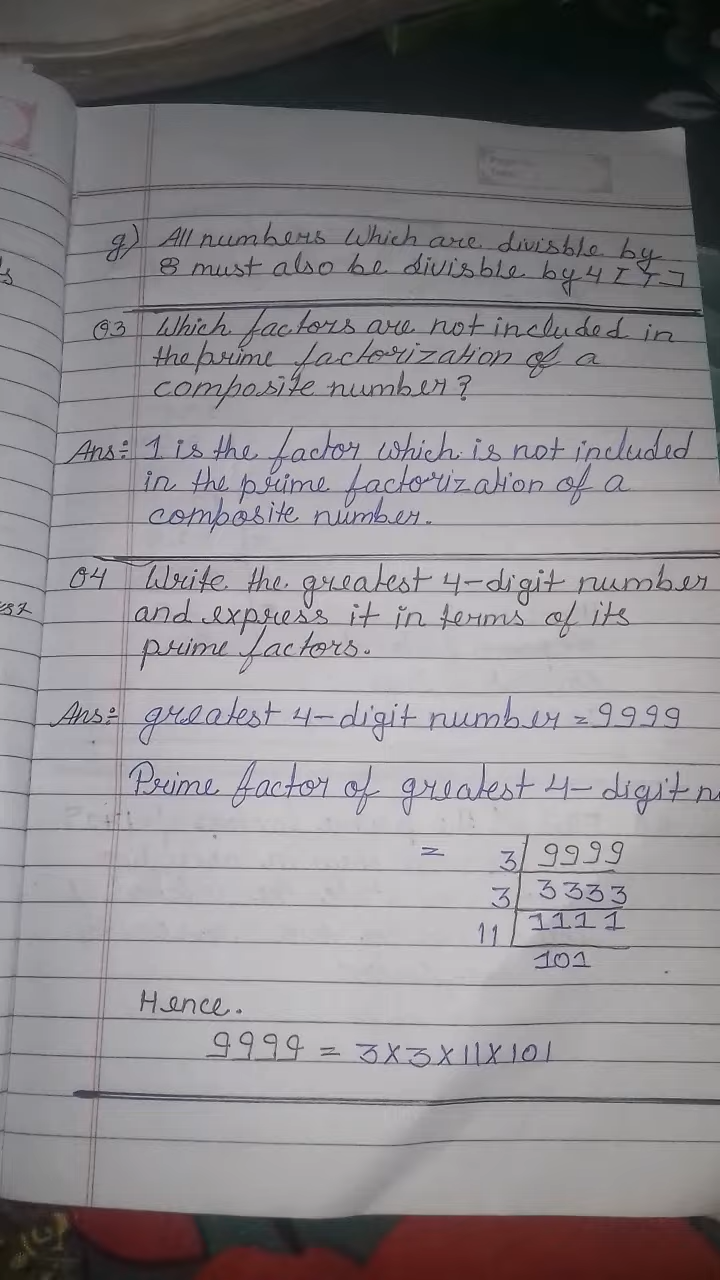 g) All numbers which are divisble by
8 must also be divisble by 4 [T]
Q3 Which factors are not included in
the prime factorization of a
composite number?
Ans:- 1 is the factor which is not included
in the prime factorization of a
composite number.
Q4 Write the greatest 4-digit number
and express it in terms of its
prime factors.
Ans:- greatest 4-digit number = 9999
Prime factor of greatest 4-digit n
= 3 | 9999
3 | 3333
11 | 1111
101
Hence.
9999 = 3×3×11×101